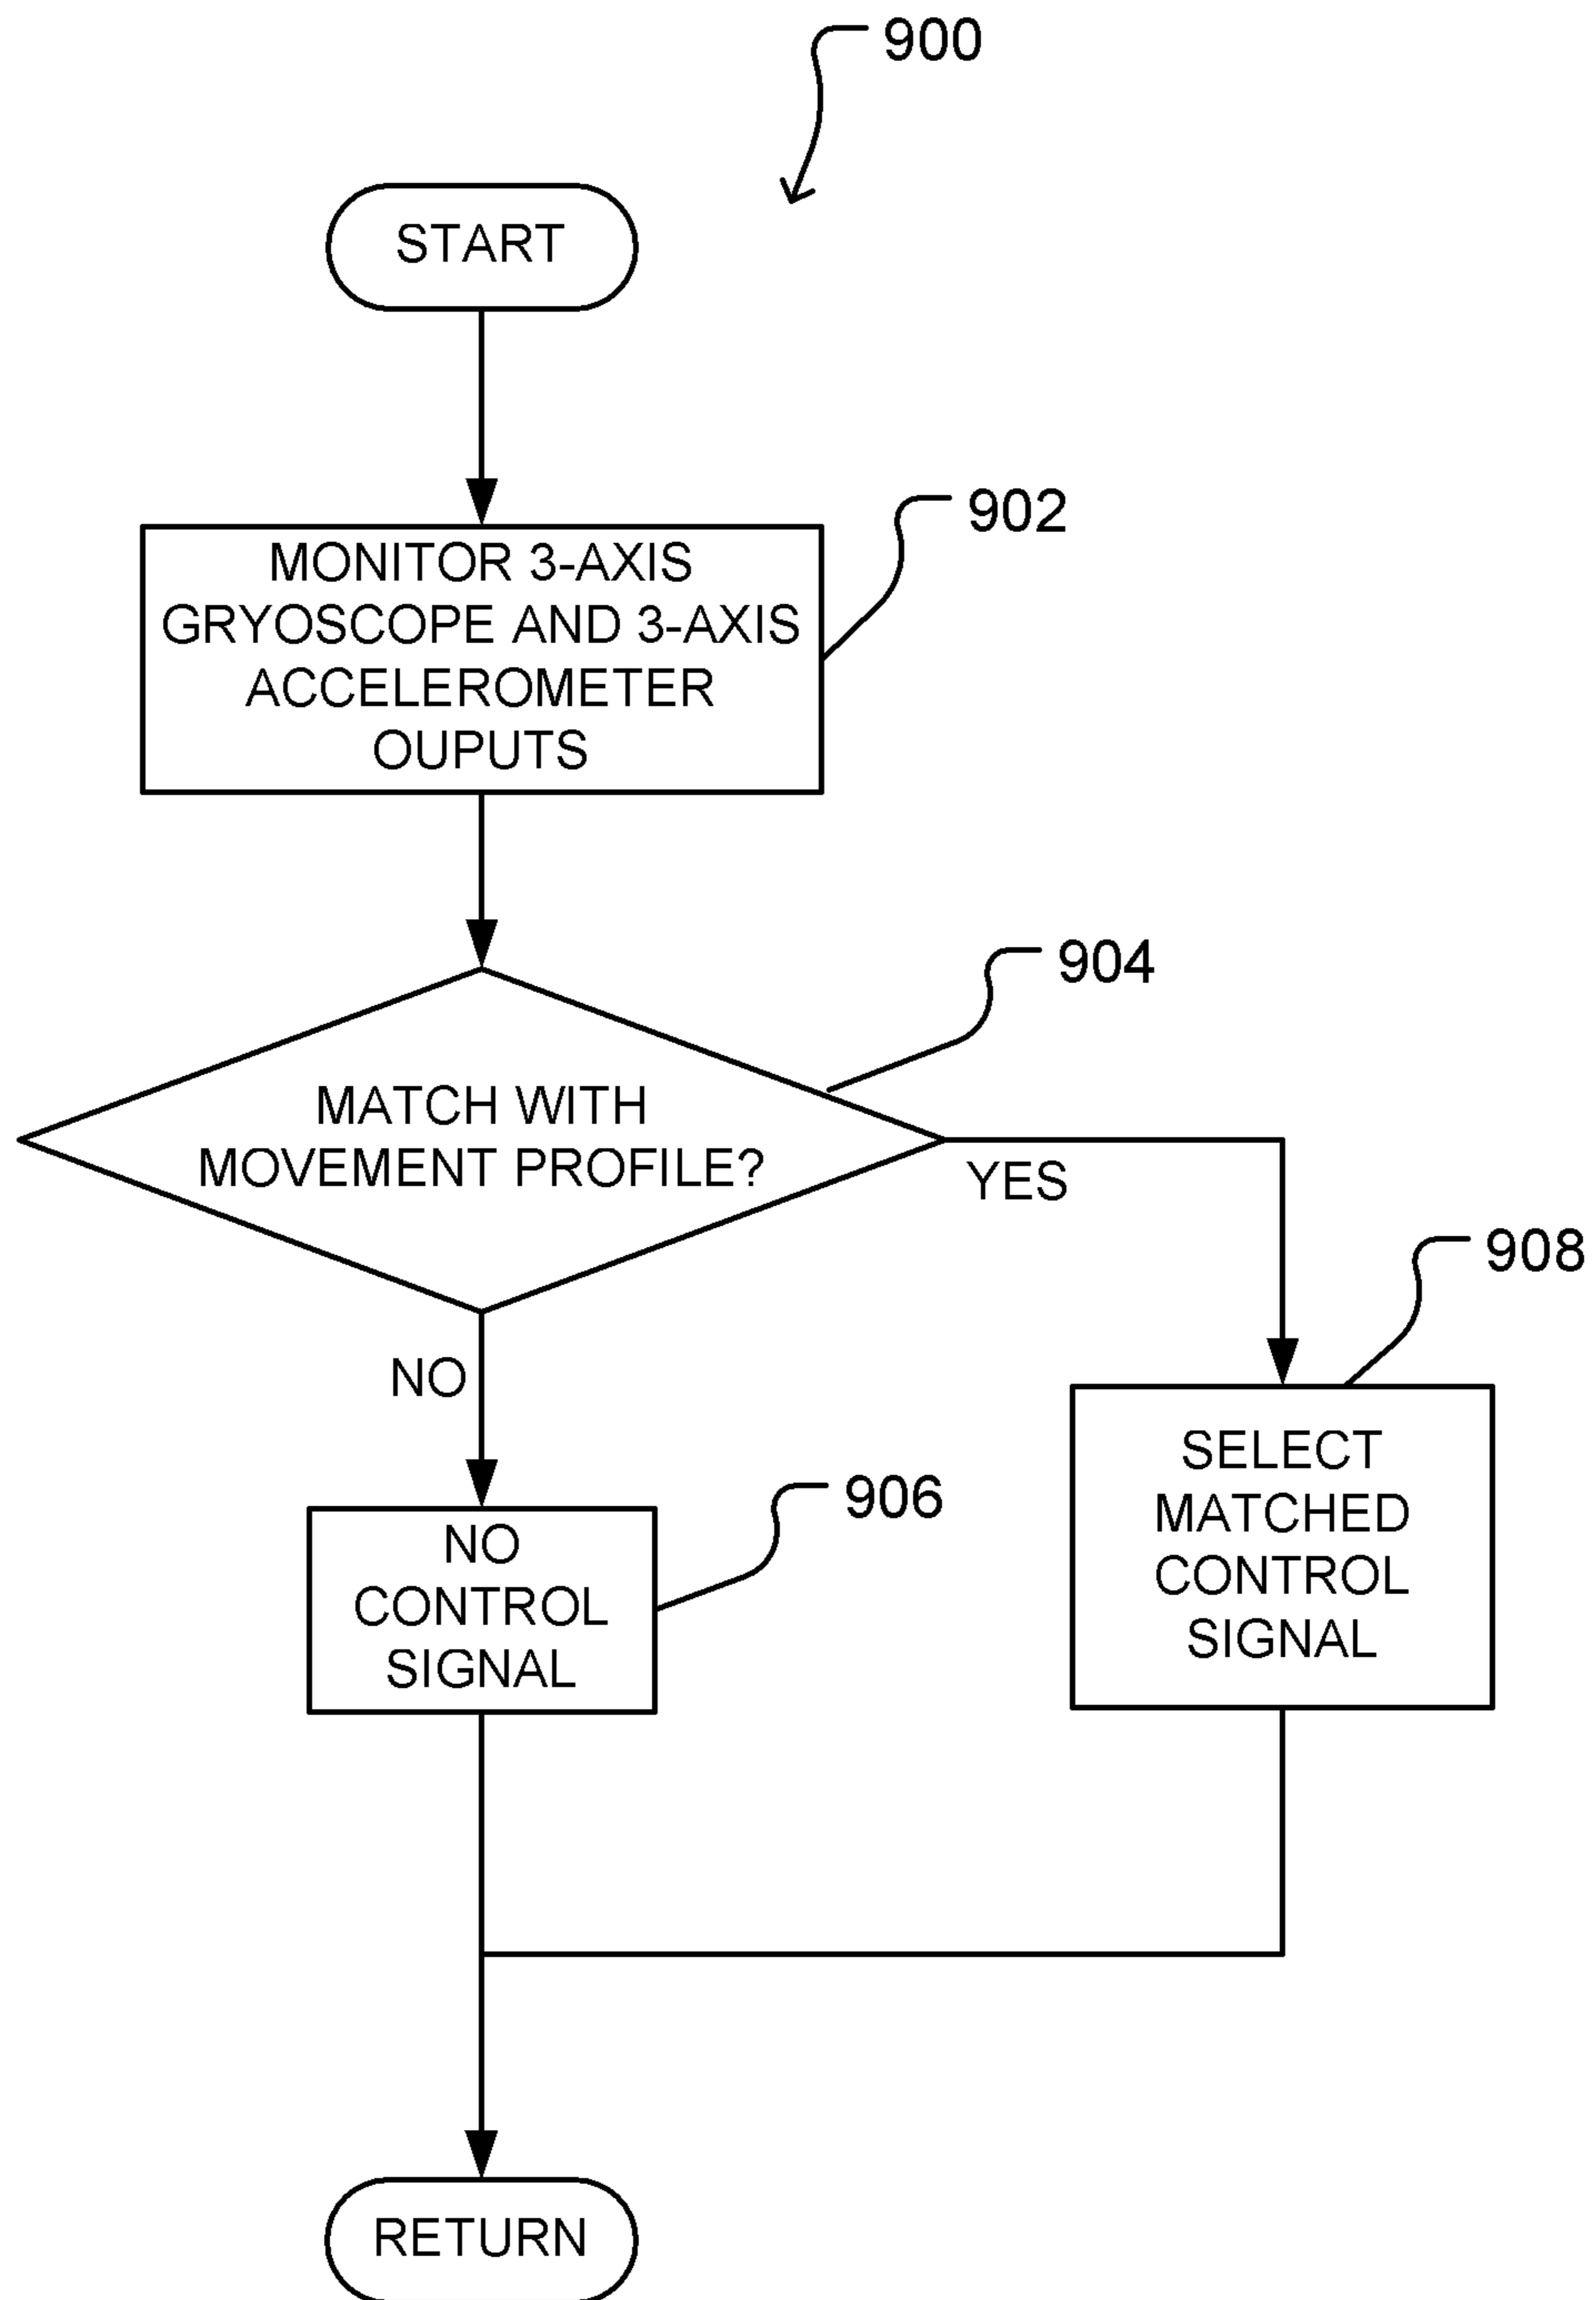 900
START
902
MONITOR 3-AXIS
GRYOSCOPE AND 3-AXIS
ACCELEROMETER
OUPUTS
904
MATCH WITH
MOVEMENT PROFILE?
YES
908
NO
SELECT
MATCHED
CONTROL
SIGNAL
906
NO
CONTROL
SIGNAL
RETURN